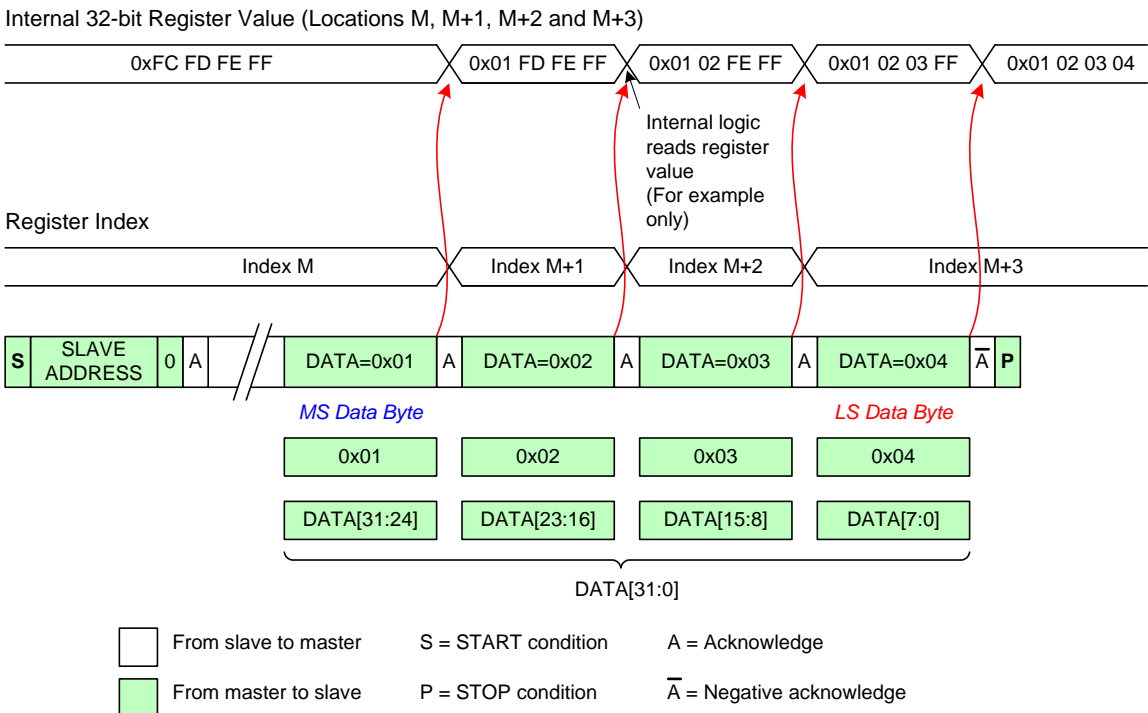 Internal 32-bit Register Value (Locations M, M+1, M+2 and M+3)
0xFC FD FE FF
0x01 FD FE FF
0x01 02 FE FF
0x01 02 03 FF
0x01 02 03 04
Internal logic
reads register
value
(For example
only)
Register Index
Index M
Index M+1
Index M+2
Index M+3
S
SLAVE
ADDRESS
0
A
DATA=0x01
A
DATA=0x02
A
DATA=0x03
A
DATA=0x04
A̅
P
MS Data Byte
LS Data Byte
0x01
0x02
0x03
0x04
DATA[31:24]
DATA[23:16]
DATA[15:8]
DATA[7:0]
DATA[31:0]
From slave to master
S = START condition
A = Acknowledge
From master to slave
P = STOP condition
A̅ = Negative acknowledge